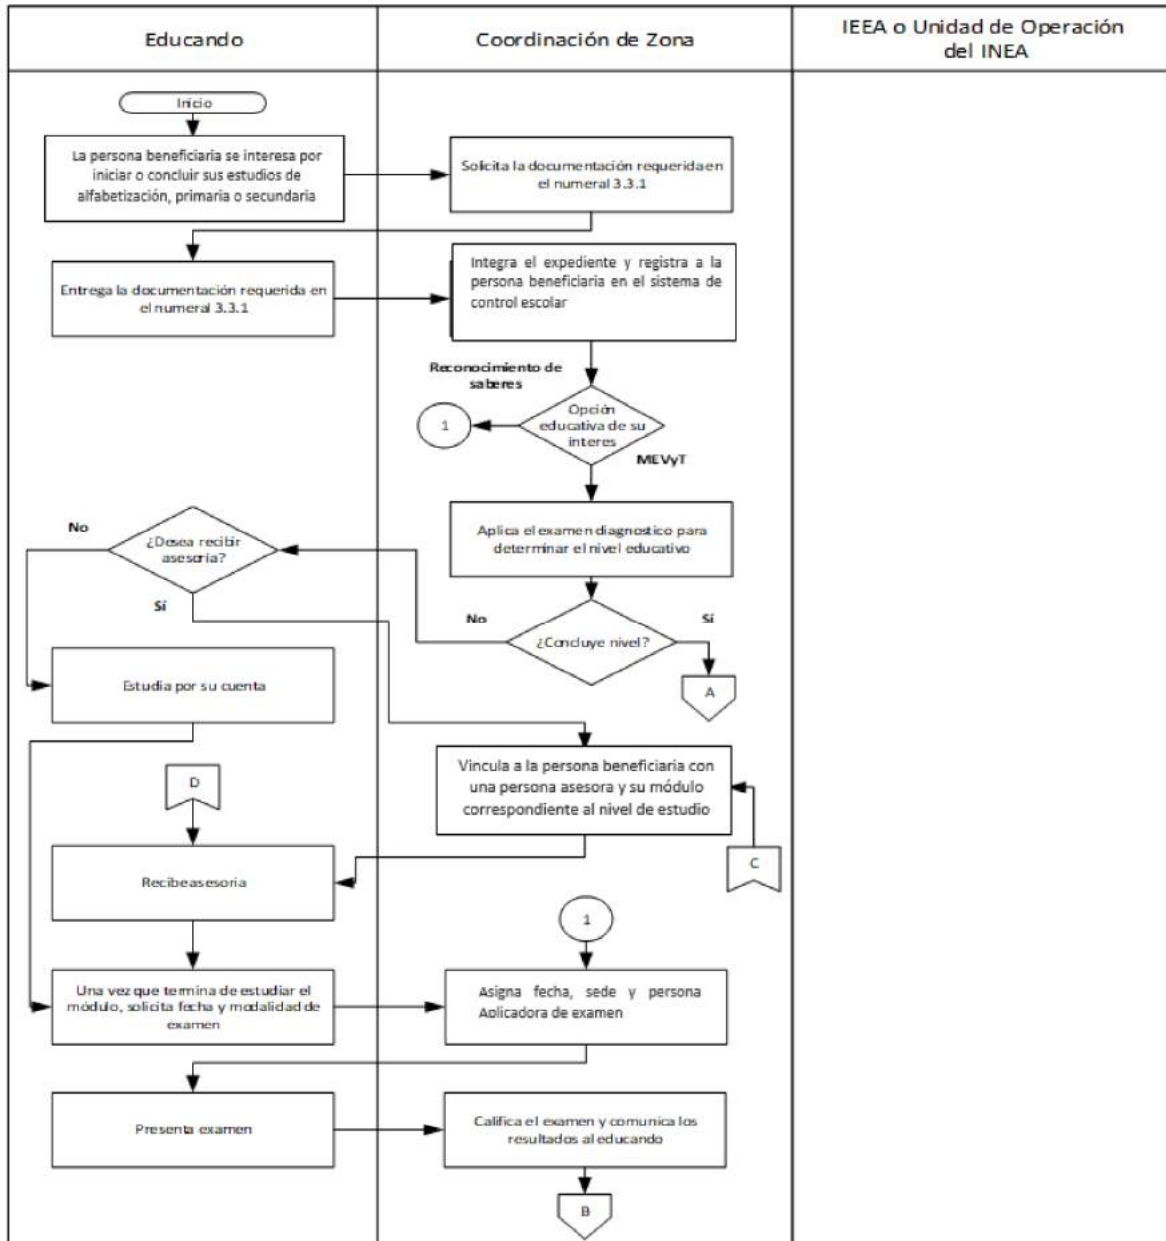 Educando
Coordinación de Zona
IEEA o Unidad de Operación
del INEA
Inicio
La persona beneficiaria se interesa por
iniciar o concluir sus estudios de
alfabetización, primaria o secundaria
Solicita la documentación requerida en
el numeral 3.3.1
Entrega la documentación requerida en
el numeral 3.3.1
Integra el expediente y registra a la
persona beneficiaria en el sistema de
control escolar
Reconocimiento de
saberes
1
Opción
educativa de su
interes
MEVyT
Aplica el examen diagnostico para
determinar el nivel educativo
No
¿Desea recibir
asesoría?
Sí
No
¿Concluye nivel?
Sí
A
Estudia por su cuenta
D
Vincula a la persona beneficiaria con
una persona asesora y su módulo
correspondiente al nivel de estudio
C
Recibe asesoria
1
Una vez que termina de estudiar el
módulo, solicita fecha y modalidad de
examen
Asigna fecha, sede y persona
Aplicadora de examen
Presenta examen
Califica el examen y comunica los
resultados al educando
B